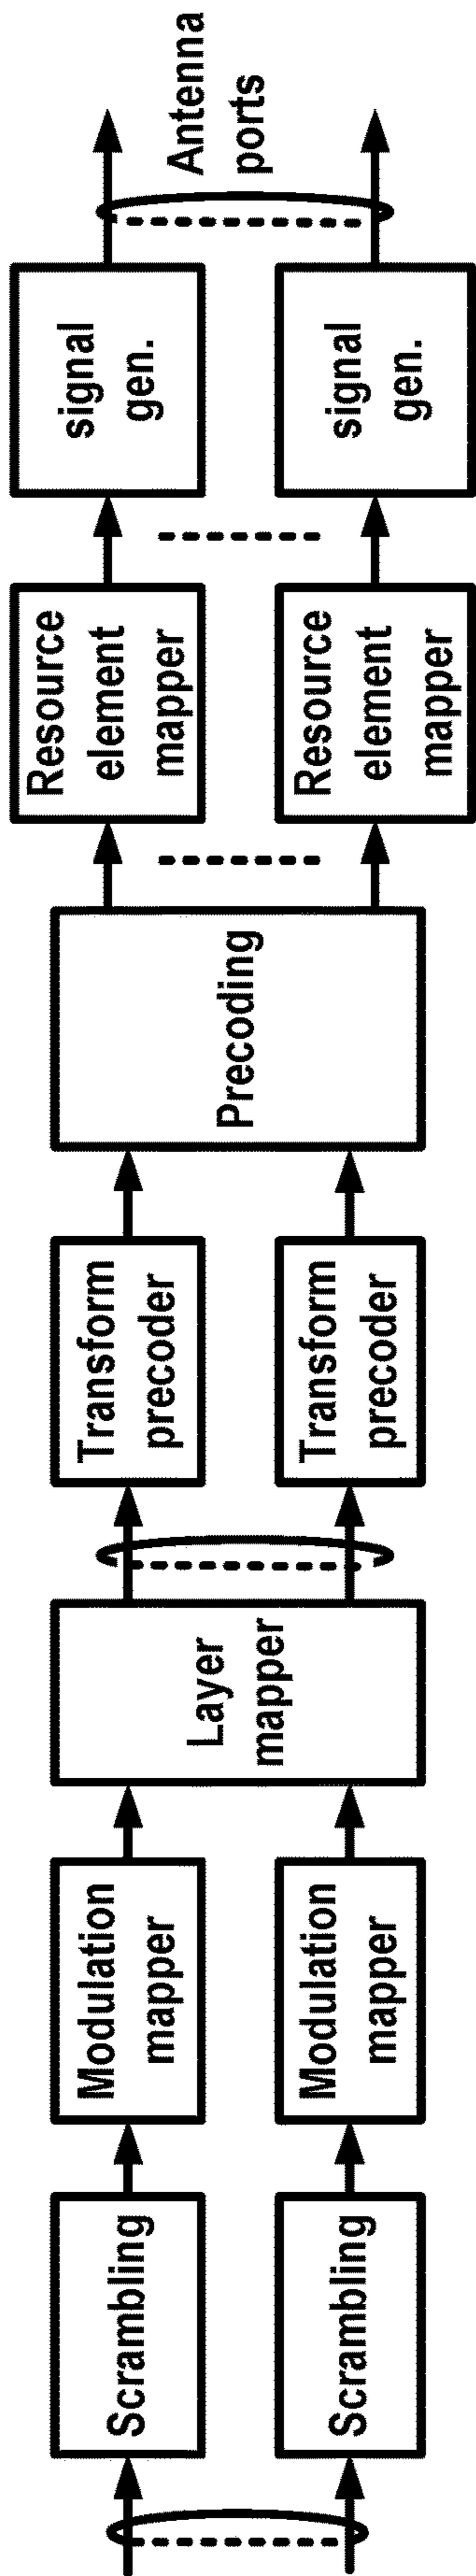 Scrambling
Scrambling
Modulation
mapper
Modulation
mapper
Layer
mapper
Transform
precoder
Transform
precoder
Precoding
Resource
element
mapper
Resource
element
mapper
signal
gen.
signal
gen.
Antenna
ports